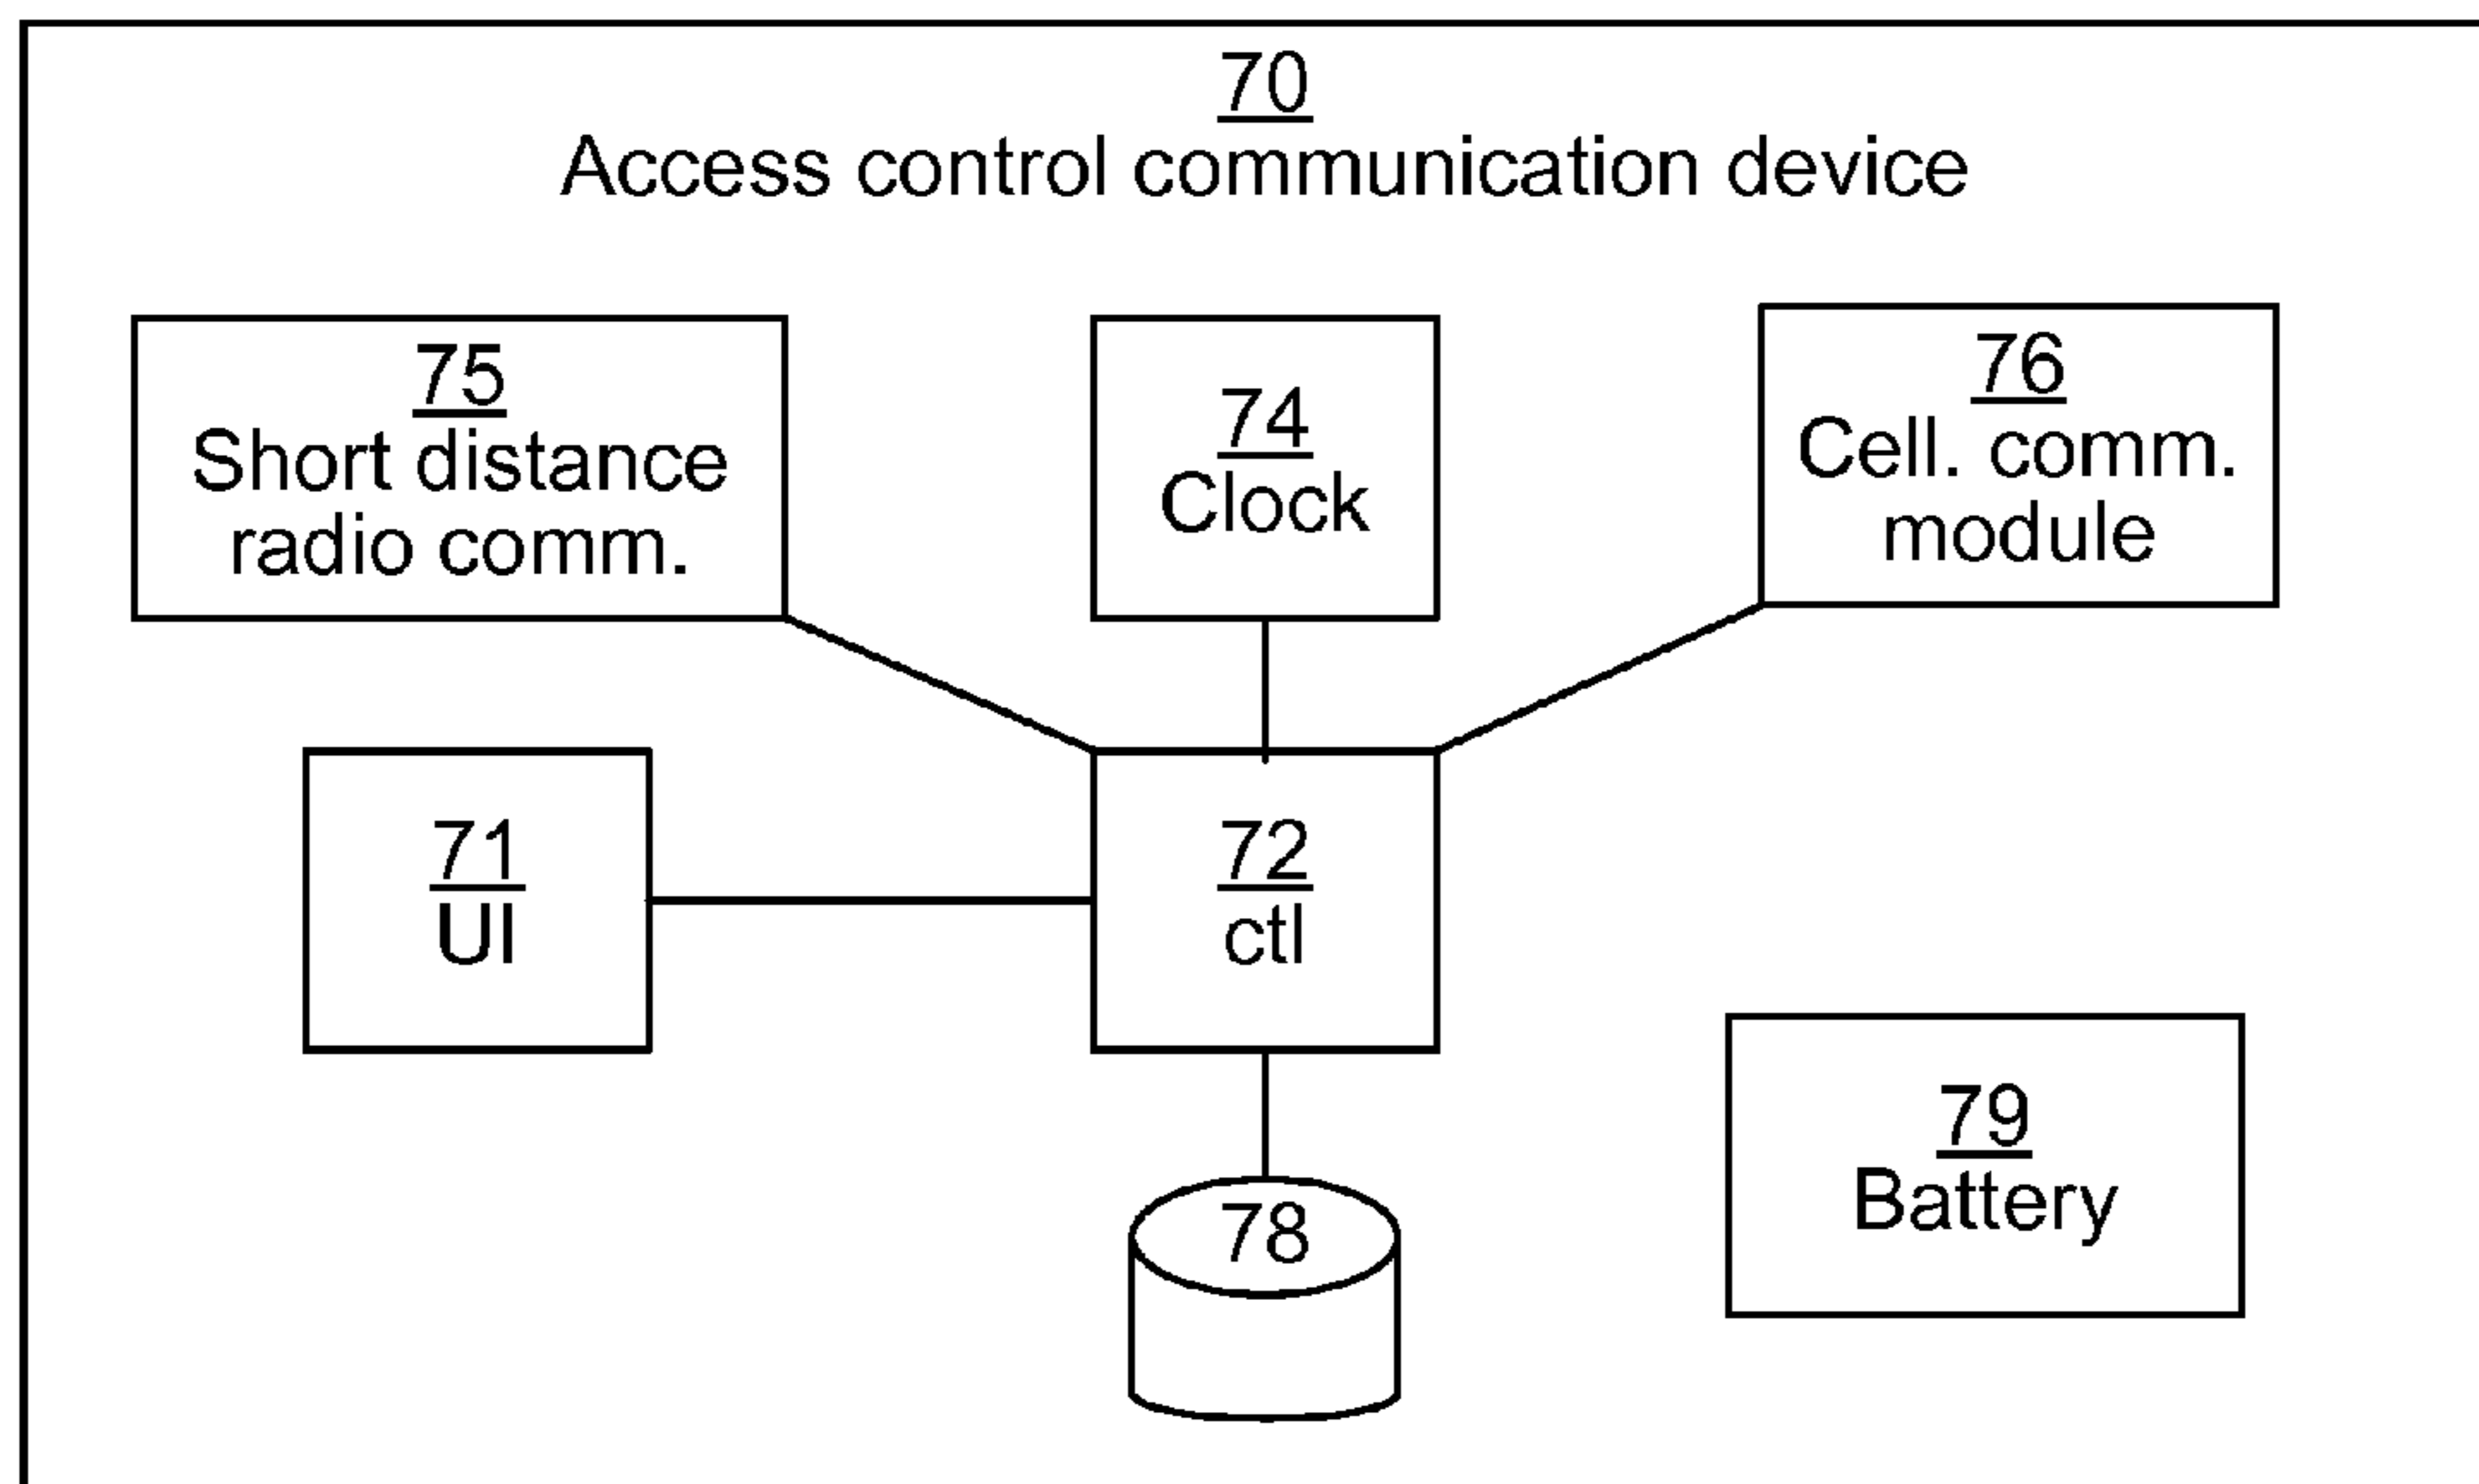 70
Access control communication device
75
Short distance
radio comm.
74
Clock
76
Cell. comm.
module
71
UI
72
ctl
79
Battery
78